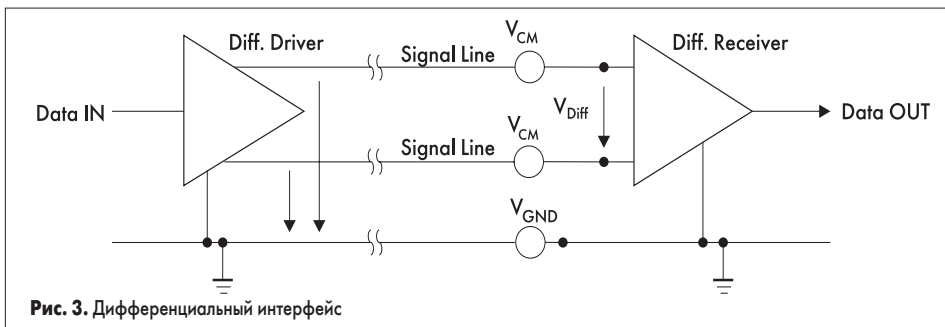 Diff. Driver
Signal Line
V_CM
Diff. Receiver
Data IN
V_Diff
Data OUT
Signal Line
V_CM
V_GND
Рис. 3. Дифференциальный интерфейс